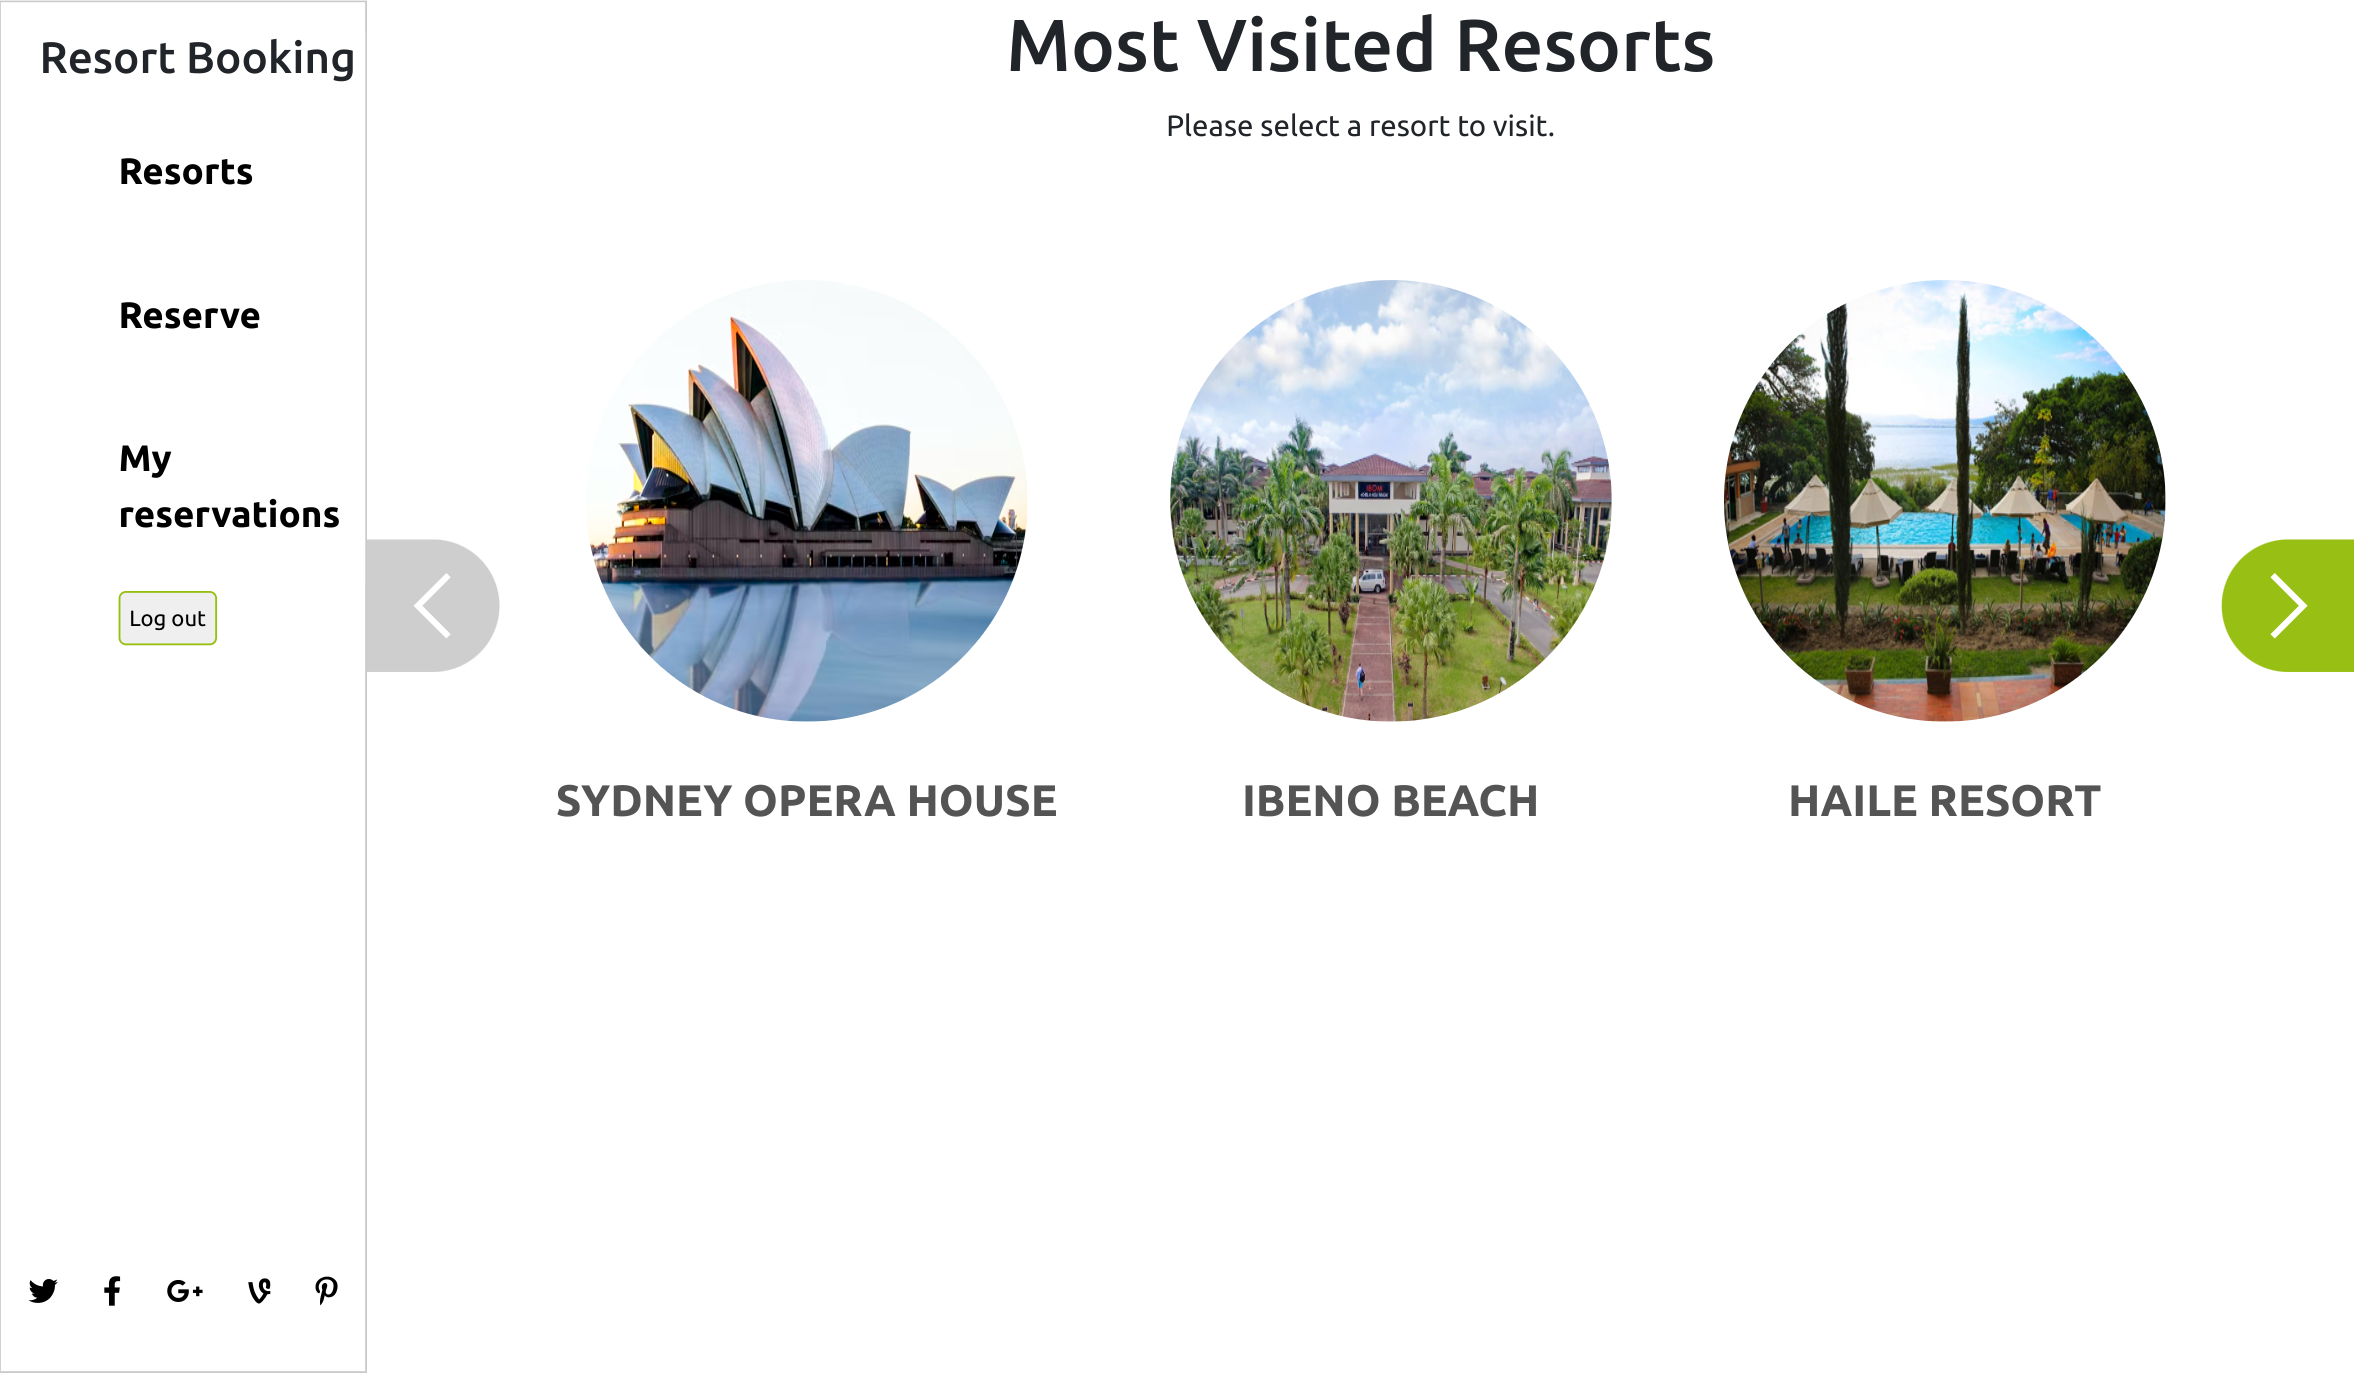 Resort Booking
Resorts
Reserve
My
reservations
Log out
Most Visited Resorts
Please select a resort to visit.
IBOM
SYDNEY OPERA HOUSE
IBENO BEACH
HAILE RESORT